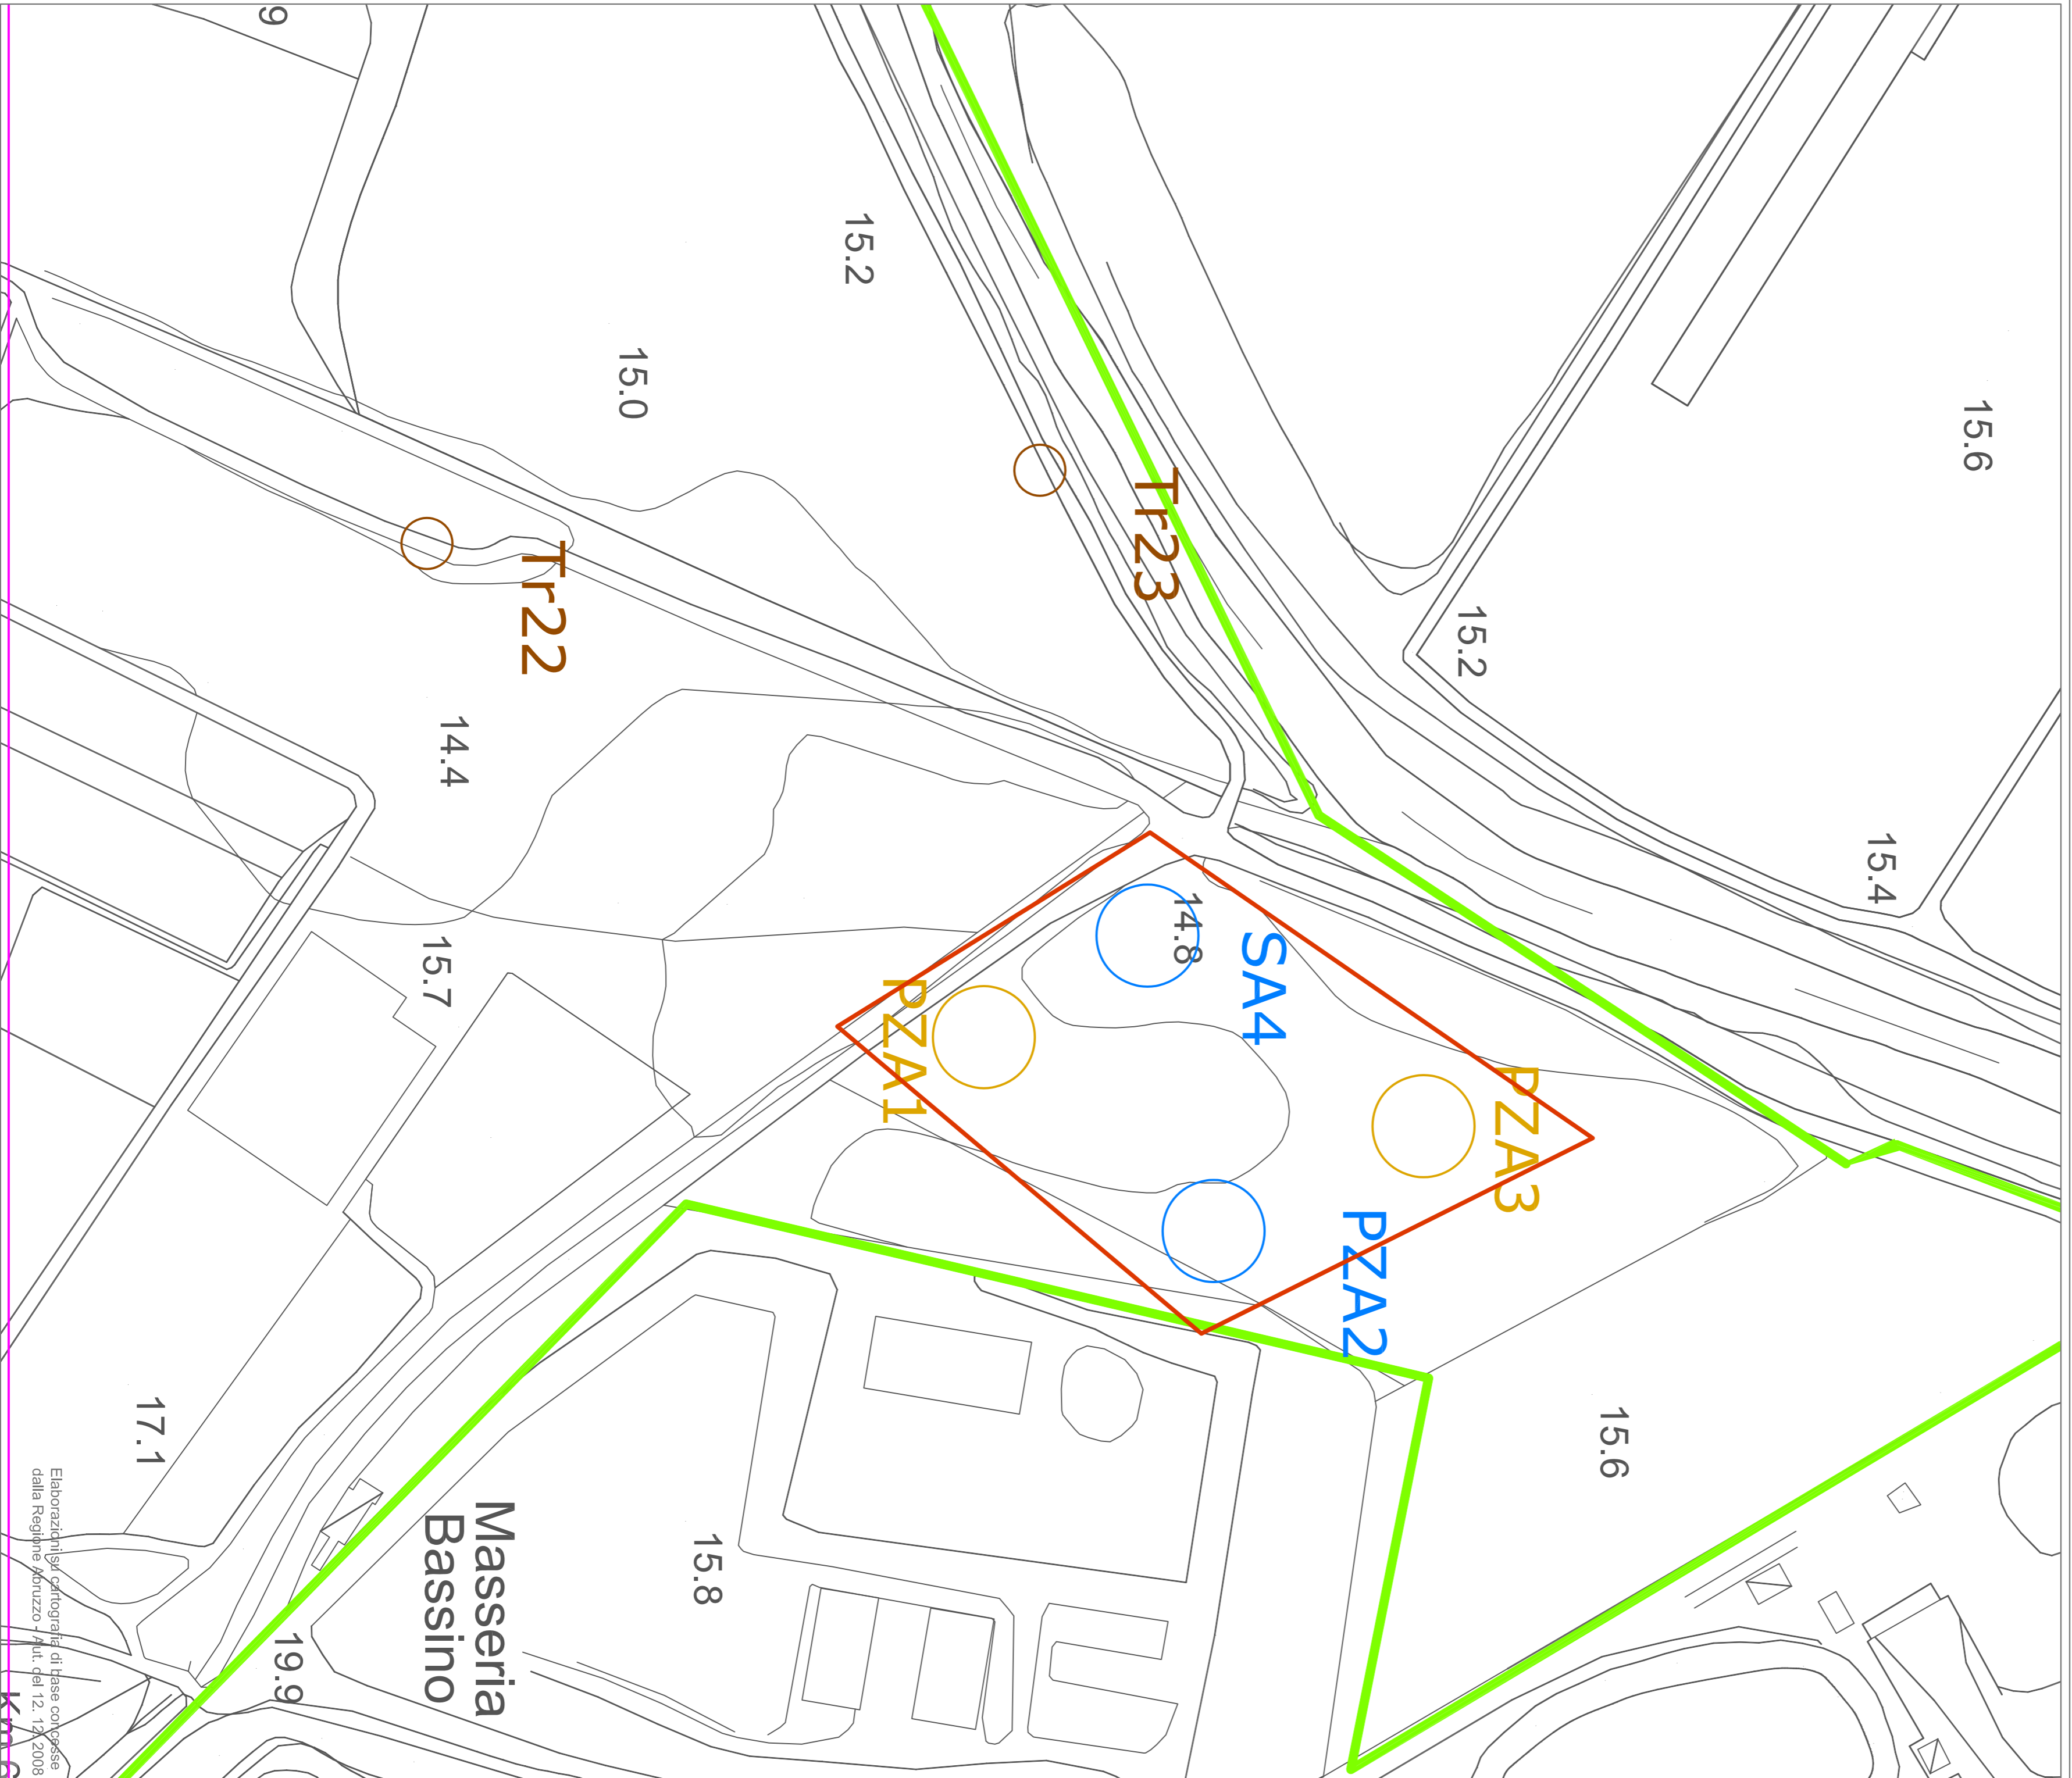 9
15.2
15.0
15.6
Tr23
Tr22
15.2
14.4
15.4
14.8
SA4
15.7
PZA1
PZA3
PZA2
15.6
17.1
15.8
Masseria
Bassino
19.9
Elaborazioni su cartografia di base concesse
dalla Regione Abruzzo - Aut. del 12. 12. 2008